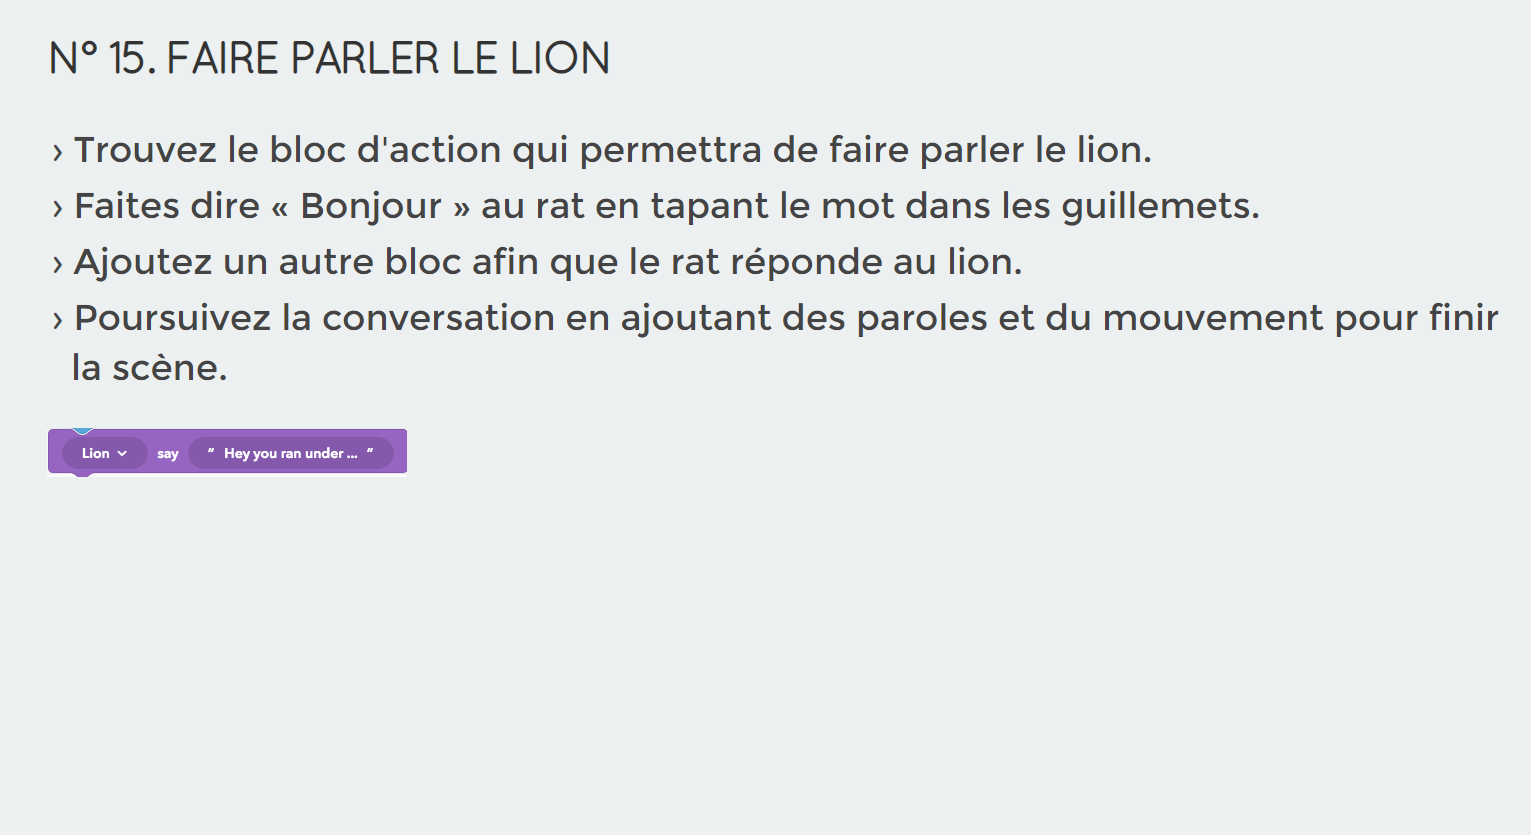 N° 15. FAIRE PARLER LE LION
› Trouvez le bloc d'action qui permettra de faire parler le lion.
› Faites dire « Bonjour » au rat en tapant le mot dans les guillemets.
› Ajoutez un autre bloc afin que le rat réponde au lion.
› Poursuivez la conversation en ajoutant des paroles et du mouvement pour finir
la scène.
Lion say “ Hey you ran under ... ”